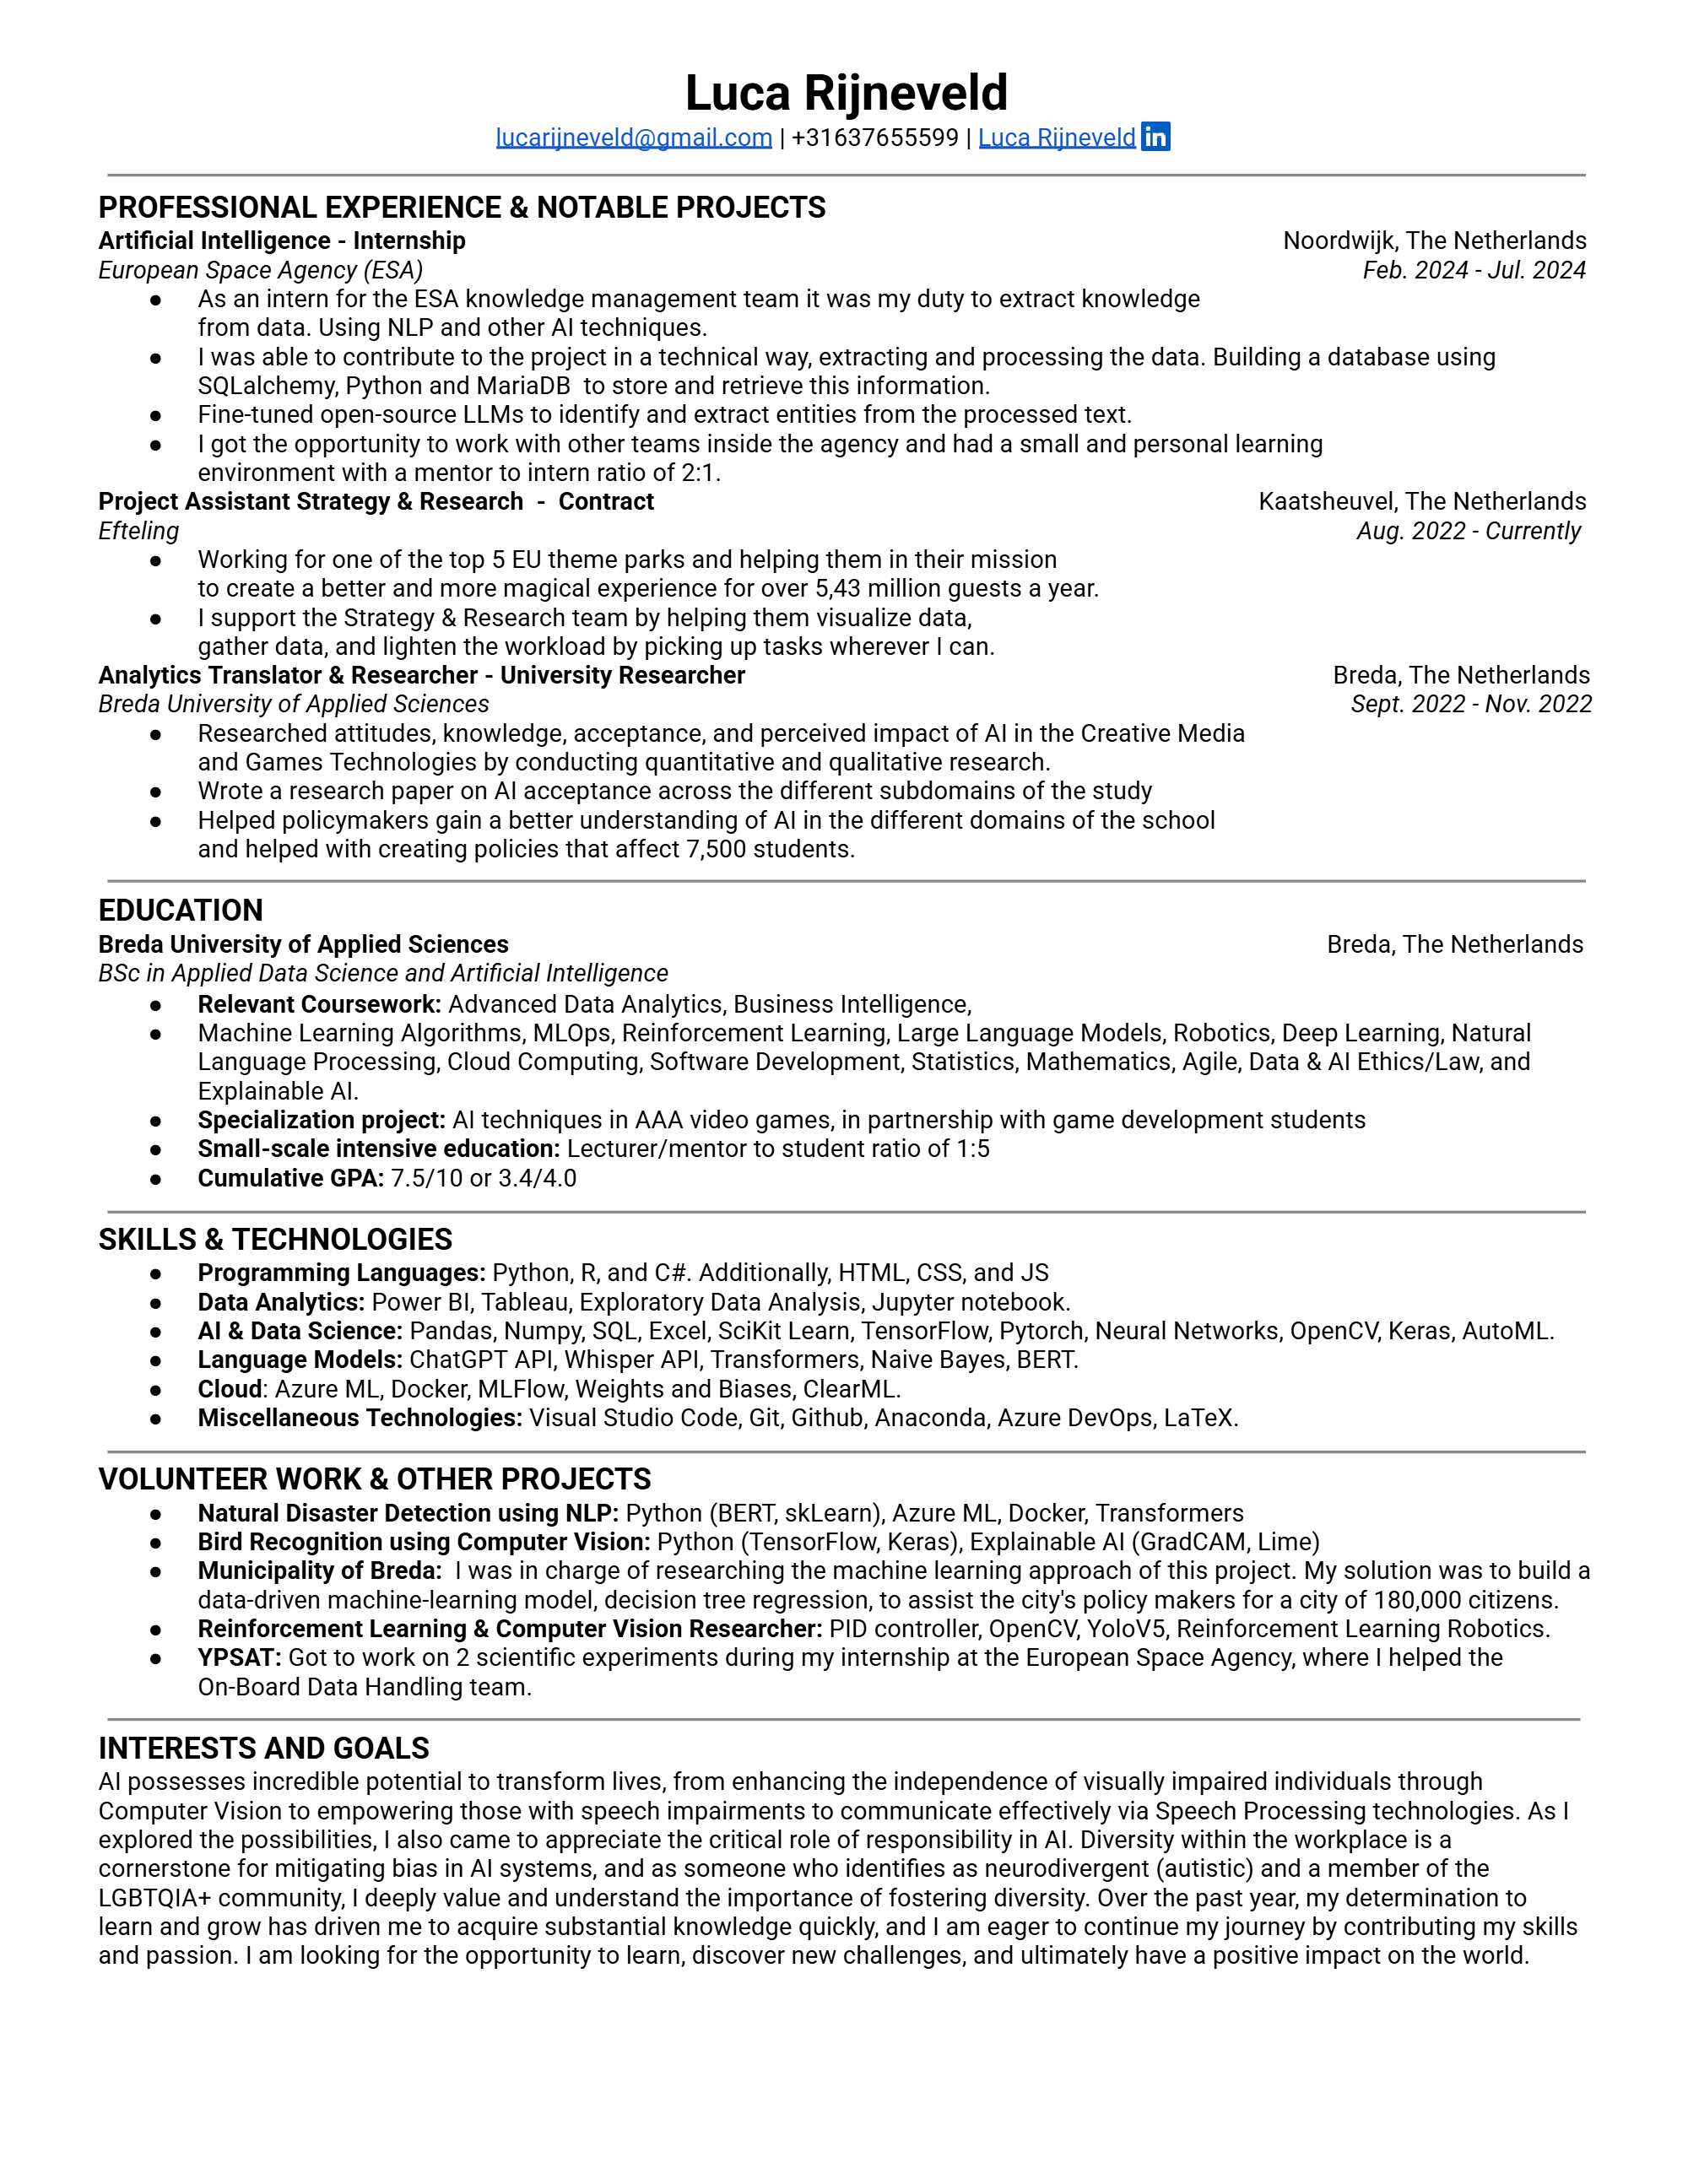 Luca Rijneveld
lucarijneveld@gmail.com | +31637655599 | Luca Rijneveld in
PROFESSIONAL EXPERIENCE & NOTABLE PROJECTS
Artificial Intelligence - Internship Noordwijk, The Netherlands
European Space Agency (ESA) Feb. 2024 - Jul. 2024
● As an intern for the ESA knowledge management team it was my duty to extract knowledge
from data. Using NLP and other AI techniques.
● I was able to contribute to the project in a technical way, extracting and processing the data. Building a database using
SQLalchemy, Python and MariaDB  to store and retrieve this information.
● Fine-tuned open-source LLMs to identify and extract entities from the processed text.
● I got the opportunity to work with other teams inside the agency and had a small and personal learning
environment with a mentor to intern ratio of 2:1.
Project Assistant Strategy & Research  -  Contract Kaatsheuvel, The Netherlands
Efteling Aug. 2022 - Currently
● Working for one of the top 5 EU theme parks and helping them in their mission
to create a better and more magical experience for over 5,43 million guests a year.
● I support the Strategy & Research team by helping them visualize data,
gather data, and lighten the workload by picking up tasks wherever I can.
Analytics Translator & Researcher - University Researcher Breda, The Netherlands
Breda University of Applied Sciences Sept. 2022 - Nov. 2022
● Researched attitudes, knowledge, acceptance, and perceived impact of AI in the Creative Media
and Games Technologies by conducting quantitative and qualitative research.
● Wrote a research paper on AI acceptance across the different subdomains of the study
● Helped policymakers gain a better understanding of AI in the different domains of the school
and helped with creating policies that affect 7,500 students.
EDUCATION
Breda University of Applied Sciences Breda, The Netherlands
BSc in Applied Data Science and Artificial Intelligence
● Relevant Coursework: Advanced Data Analytics, Business Intelligence,
● Machine Learning Algorithms, MLOps, Reinforcement Learning, Large Language Models, Robotics, Deep Learning, Natural
Language Processing, Cloud Computing, Software Development, Statistics, Mathematics, Agile, Data & AI Ethics/Law, and
Explainable AI.
● Specialization project: AI techniques in AAA video games, in partnership with game development students
● Small-scale intensive education: Lecturer/mentor to student ratio of 1:5
● Cumulative GPA: 7.5/10 or 3.4/4.0
SKILLS & TECHNOLOGIES
● Programming Languages: Python, R, and C#. Additionally, HTML, CSS, and JS
● Data Analytics: Power BI, Tableau, Exploratory Data Analysis, Jupyter notebook.
● AI & Data Science: Pandas, Numpy, SQL, Excel, SciKit Learn, TensorFlow, Pytorch, Neural Networks, OpenCV, Keras, AutoML.
● Language Models: ChatGPT API, Whisper API, Transformers, Naive Bayes, BERT.
● Cloud: Azure ML, Docker, MLFlow, Weights and Biases, ClearML.
● Miscellaneous Technologies: Visual Studio Code, Git, Github, Anaconda, Azure DevOps, LaTeX.
VOLUNTEER WORK & OTHER PROJECTS
● Natural Disaster Detection using NLP: Python (BERT, skLearn), Azure ML, Docker, Transformers
● Bird Recognition using Computer Vision: Python (TensorFlow, Keras), Explainable AI (GradCAM, Lime)
● Municipality of Breda:  I was in charge of researching the machine learning approach of this project. My solution was to build a
data-driven machine-learning model, decision tree regression, to assist the city's policy makers for a city of 180,000 citizens.
● Reinforcement Learning & Computer Vision Researcher: PID controller, OpenCV, YoloV5, Reinforcement Learning Robotics.
● YPSAT: Got to work on 2 scientific experiments during my internship at the European Space Agency, where I helped the
On-Board Data Handling team.
INTERESTS AND GOALS
AI possesses incredible potential to transform lives, from enhancing the independence of visually impaired individuals through
Computer Vision to empowering those with speech impairments to communicate effectively via Speech Processing technologies. As I
explored the possibilities, I also came to appreciate the critical role of responsibility in AI. Diversity within the workplace is a
cornerstone for mitigating bias in AI systems, and as someone who identifies as neurodivergent (autistic) and a member of the
LGBTQIA+ community, I deeply value and understand the importance of fostering diversity. Over the past year, my determination to
learn and grow has driven me to acquire substantial knowledge quickly, and I am eager to continue my journey by contributing my skills
and passion. I am looking for the opportunity to learn, discover new challenges, and ultimately have a positive impact on the world.